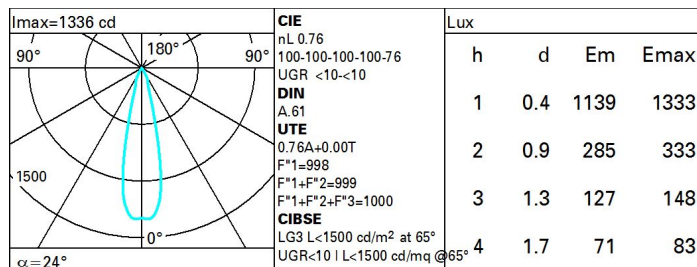 Imax=1336 cd
90°
180°
90°
1500
0°
α=24°
CIE
nL 0.76
100-100-100-100-76
UGR <10-<10
DIN
A.61
UTE
0.76A+0.00T
F"1=998
F"1+F"2=999
F"1+F"2+F"3=1000
CIBSE
LG3 L<1500 cd/m² at 65°
UGR<10 | L<1500 cd/mq @65°
Lux
h d Em Emax
1 0.4 1139 1333
2 0.9 285 333
3 1.3 127 148
4 1.7 71 83